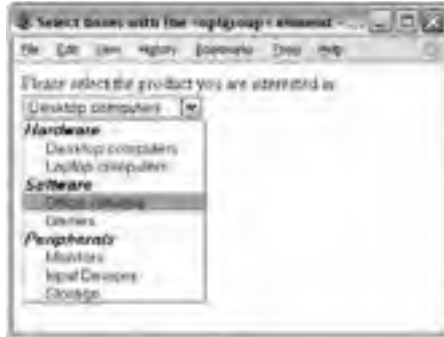 Select boxes with the <optgroup> element - ...
File Edit View History Bookmarks Tools Help
Please select the product you are interested in:
Desktop computers
Hardware
Desktop computers
Laptop computers
Software
Office software
Games
Peripherals
Monitors
Input Devices
Storage